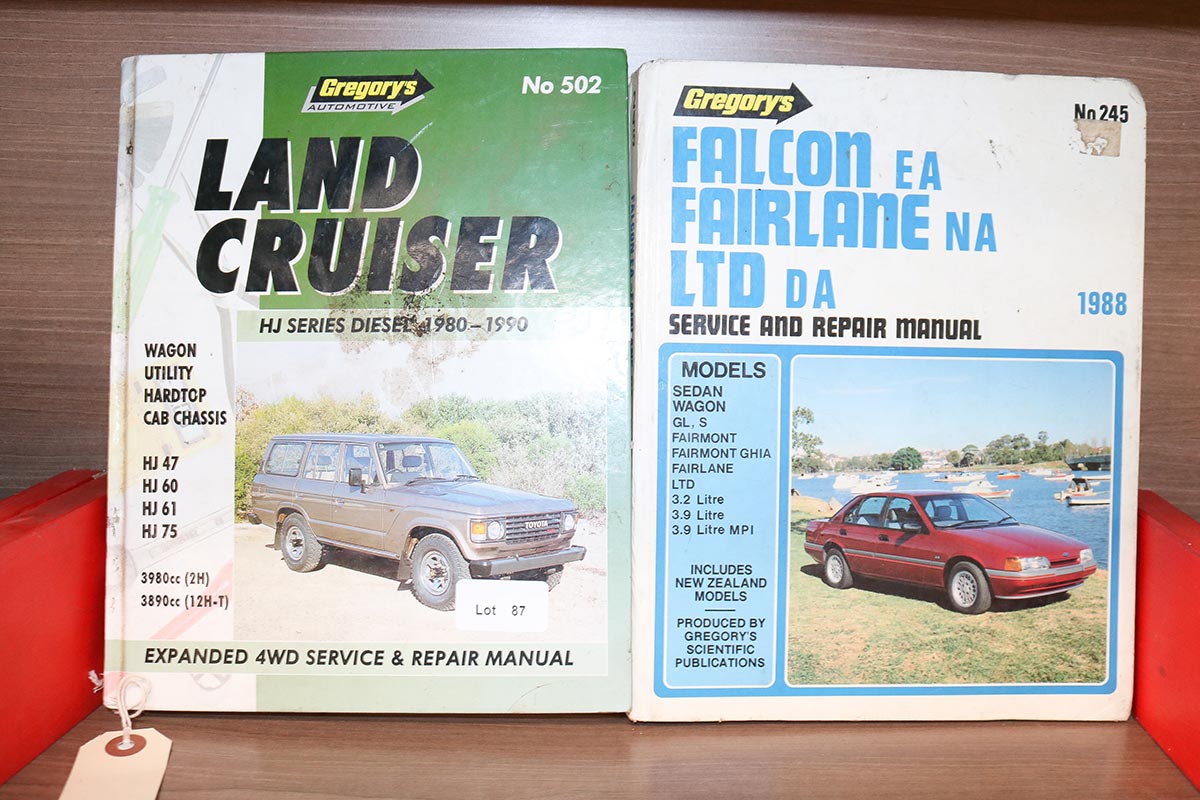 Gregory's
AUTOMOTIVE
No 502
LAND
CRUISER
HJ SERIES DIESEL 1980-1990
WAGON
UTILITY
HARDTOP
CAB CHASSIS
HJ 47
HJ 60
HJ 61
HJ 75
3980cc (2H)
3890cc (12H-T)
TOYOTA
Lot 87
EXPANDED 4WD SERVICE & REPAIR MANUAL
Gregory's
No 245
FALCON EA
FAIRLANE NA
LTD DA
1988
SERVICE AND REPAIR MANUAL
MODELS
SEDAN
WAGON
GL, S
FAIRMONT
FAIRMONT GHIA
FAIRLANE
LTD
3.2 Litre
3.9 Litre
3.9 Litre MPI
INCLUDES
NEW ZEALAND
MODELS
PRODUCED BY
GREGORY'S
SCIENTIFIC
PUBLICATIONS